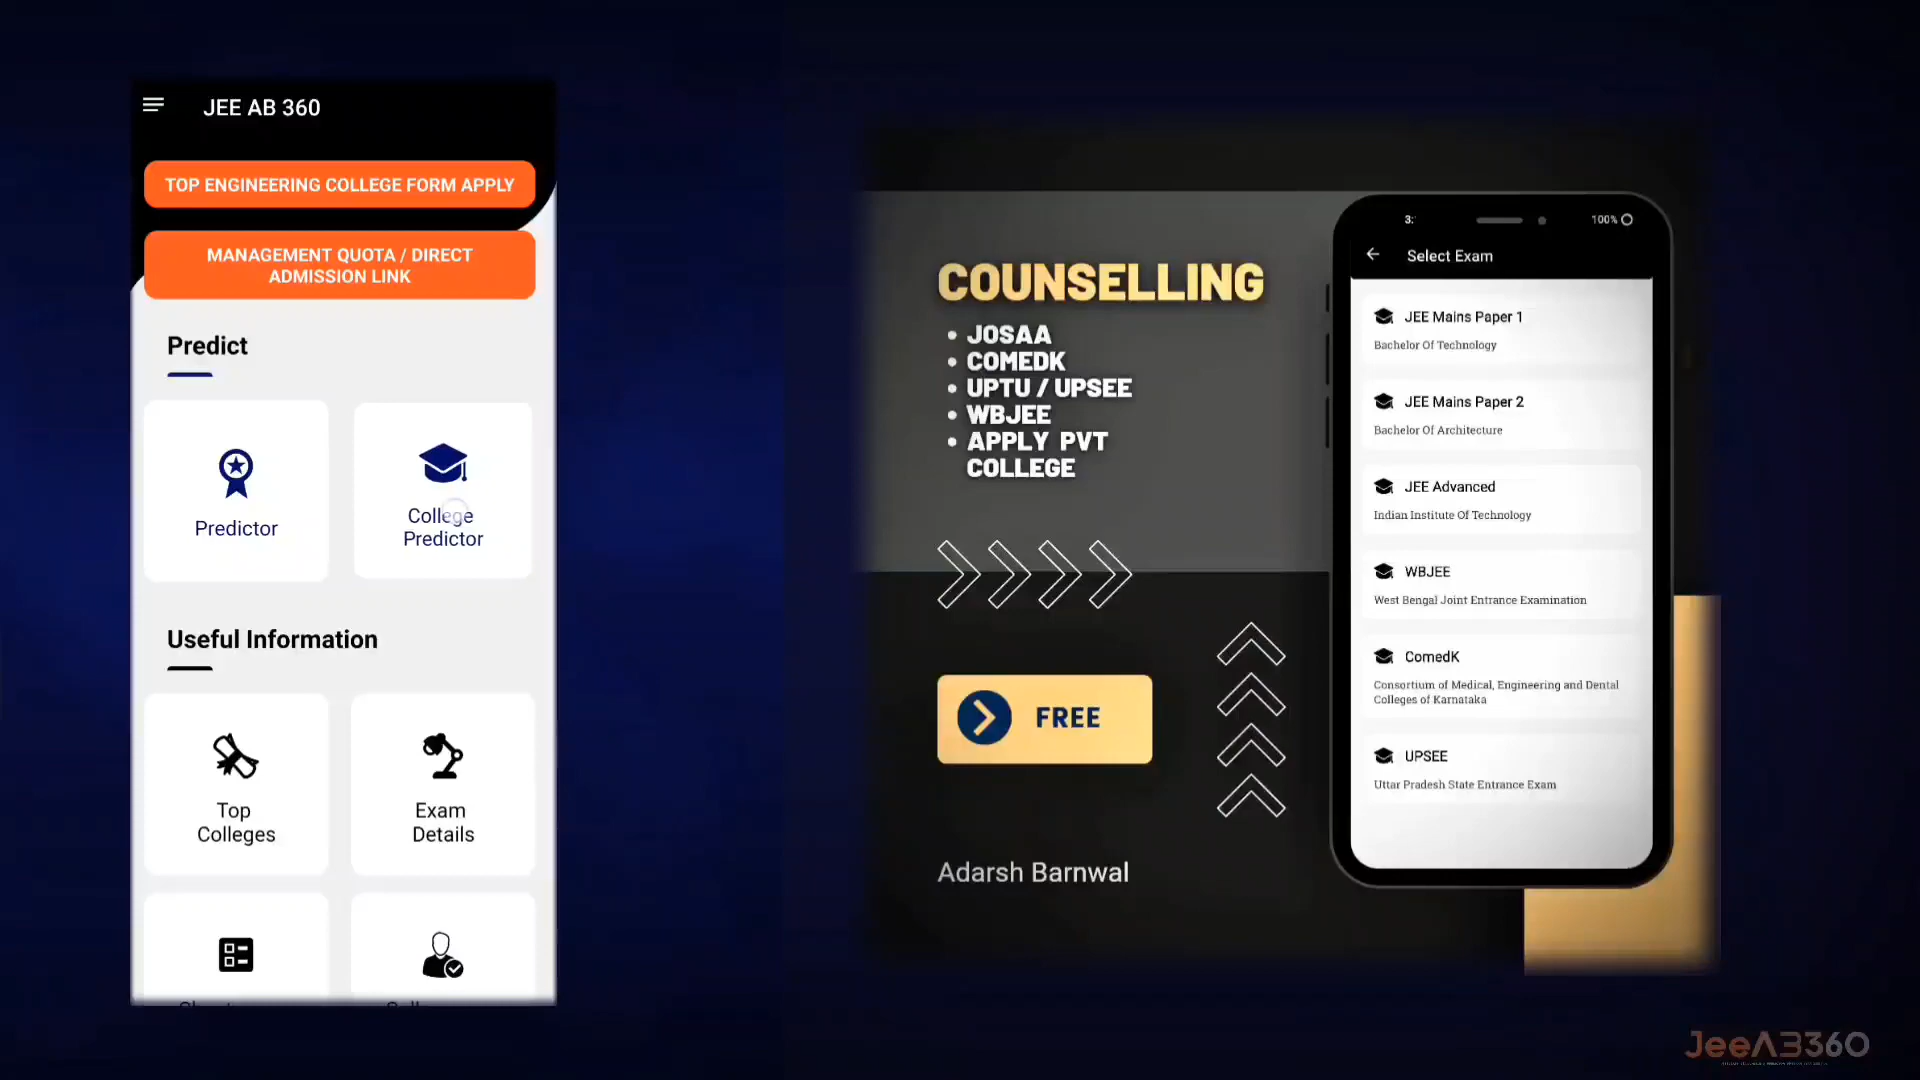 JEE AB 360
TOP ENGINEERING COLLEGE FORM APPLY
MANAGEMENT QUOTA / DIRECT
ADMISSION LINK
Predict
Predictor
College
Predictor
Useful Information
Top
Colleges
Exam
Details
COUNSELLING
• JOSAA
• COMEDK
• UPTU / UPSEE
• WBJEE
• APPLY PVT
COLLEGE
FREE
Adarsh Barnwal
100%
Select Exam
JEE Mains Paper 1
Bachelor Of Technology
JEE Mains Paper 2
Bachelor Of Architecture
JEE Advanced
Indian Institute Of Technology
WBJEE
West Bengal Joint Entrance Examination
ComedK
Consortium of Medical, Engineering and Dental
Colleges of Karnataka
UPSEE
Uttar Pradesh State Entrance Exam
JeeAB360